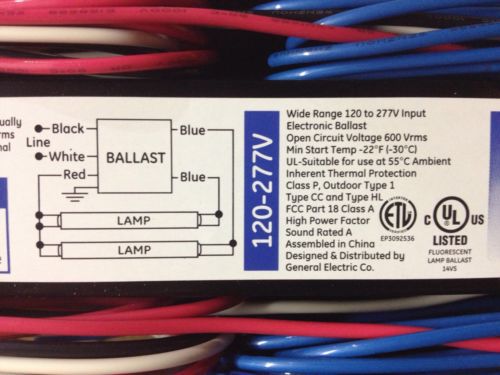 ually
rms
nal
Black
Line
White
Red
BALLAST
Blue
Blue
LAMP
LAMP
120-277V
Wide Range 120 to 277V Input
Electronic Ballast
Open Circuit Voltage 600 Vrms
Min Start Temp -22°F (-30°C)
UL-Suitable for use at 55°C Ambient
Inherent Thermal Protection
Class P, Outdoor Type 1
Type CC and Type HL
FCC Part 18 Class A
High Power Factor
Sound Rated A
Assembled in China
Designed & Distributed by
General Electric Co.
ETL
EP3092536
C UL US
LISTED
FLUORESCENT
LAMP BALLAST
14VS